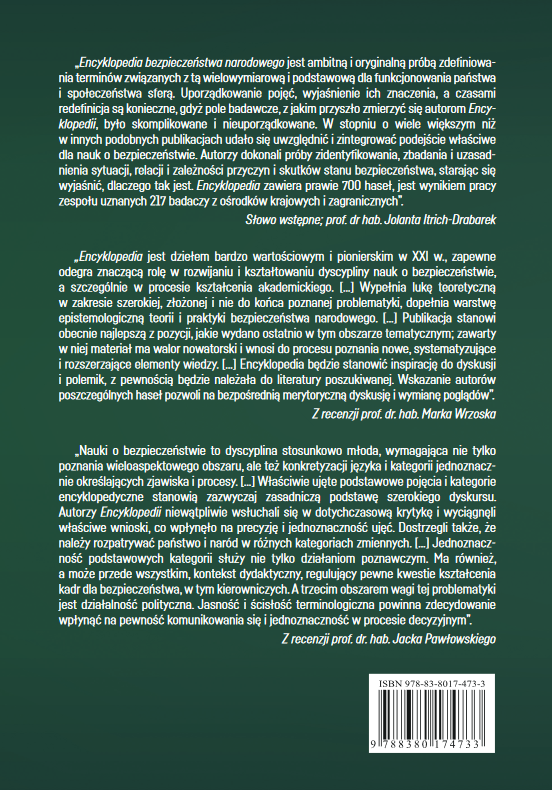 „Encyklopedia bezpieczeństwa narodowego jest ambitną i oryginalną próbą zdefiniowa-
nia terminów związanych z tą wielowymiarową i podstawową dla funkcjonowania państwa
i społeczeństwa sferą. Uporządkowanie pojęć, wyjaśnienie ich znaczenia, a czasami
redefinicja są konieczne, gdyż pole badawcze, z jakim przyszło zmierzyć się autorom Ency-
klopedii, było skomplikowane i nieuporządkowane. W stopniu o wiele większym niż
w innych podobnych publikacjach udało się uwzględnić i zintegrować podejście właściwe
dla nauk o bezpieczeństwie. Autorzy dokonali próby zidentyfikowania, zbadania i uzasad-
nienia sytuacji, relacji i zależności przyczyn i skutków stanu bezpieczeństwa, starając się
wyjaśnić, dlaczego tak jest. Encyklopedia zawiera prawie 700 haseł, jest wynikiem pracy
zespołu uznanych 217 badaczy z ośrodków krajowych i zagranicznych”.
Słowo wstępne; prof. dr hab. Jolanta Itrich-Drabarek
„Encyklopedia jest dziełem bardzo wartościowym i pionierskim w XXI w., zapewne
odegra znaczącą rolę w rozwijaniu i kształtowaniu dyscypliny nauk o bezpieczeństwie,
a szczególnie w procesie kształcenia akademickiego. [...] Wypełnia lukę teoretyczną
w zakresie szerokiej, złożonej i nie do końca poznanej problematyki, dopełnia warstwę
epistemologiczną teorii i praktyki bezpieczeństwa narodowego. [...] Publikacja stanowi
obecnie najlepszą z pozycji, jakie wydano ostatnio w tym obszarze tematycznym; zawarty
w niej materiał ma walor nowatorski i wnosi do procesu poznania nowe, systematyzujące
i rozszerzające elementy wiedzy. [...] Encyklopedia będzie stanowić inspirację do dyskusji
i polemik, z pewnością będzie należała do literatury poszukiwanej. Wskazanie autorów
poszczególnych haseł pozwoli na bezpośrednią merytoryczną dyskusję i wymianę poglądów”.
Z recenzji prof. dr. hab. Marka Wrzoska
„Nauki o bezpieczeństwie to dyscyplina stosunkowo młoda, wymagająca nie tylko
poznania wieloaspektowego obszaru, ale też konkretyzacji języka i kategorii jednoznacz-
nie określających zjawiska i procesy. [...] Właściwie ujęte podstawowe pojęcia i kategorie
encyklopedyczne stanowią zazwyczaj zasadniczą podstawę szerokiego dyskursu.
Autorzy Encyklopedii niewątpliwie wsłuchali się w dotychczasową krytykę i wyciągnęli
właściwe wnioski, co wpłynęło na precyzję i jednoznaczność ujęć. Dostrzegli także, że
należy rozpatrywać państwo i naród w różnych kategoriach zmiennych. [...] Jednoznacz-
ność podstawowych kategorii służy nie tylko działaniom poznawczym. Ma również,
a może przede wszystkim, kontekst dydaktyczny, regulujący pewne kwestie kształcenia
kadr dla bezpieczeństwa, w tym kierowniczych. A trzecim obszarem wagi tej problematyki
jest działalność polityczna. Jasność i ścisłość terminologiczna powinna zdecydowanie
wpłynąć na pewność komunikowania się i jednoznaczność w procesie decyzyjnym”.
Z recenzji prof. dr. hab. Jacka Pawłowskiego
ISBN 978-83-8017-473-3
9 788380 174733